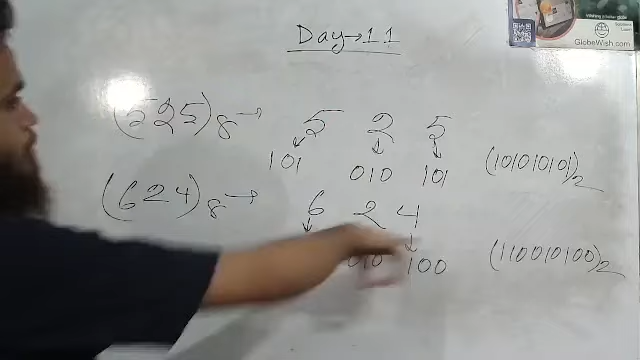 Day→11
GlobeWish.com
(525)8→ 5 2 5
101 010 101 (101010101)2
(624)8→ 6 2 4
010 100 (110010100)2